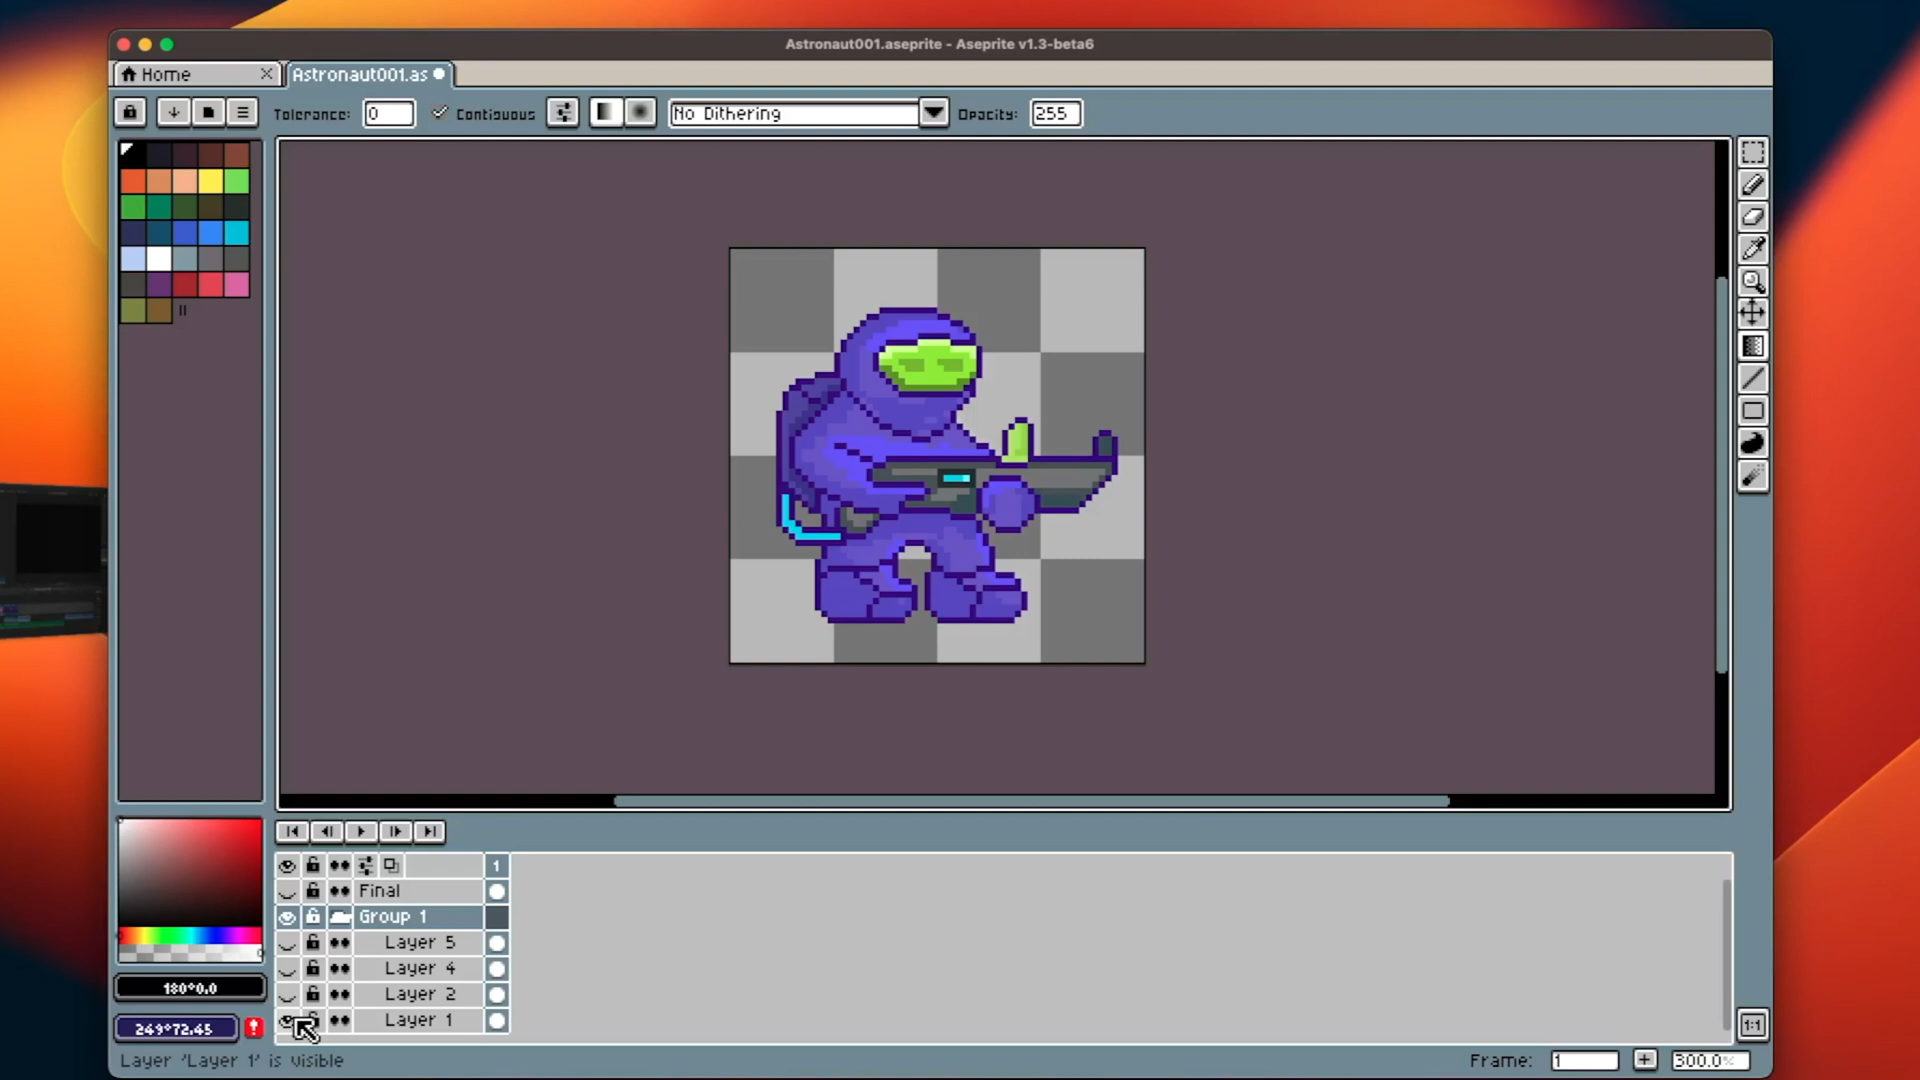 Astronaut001.aseprite - Aseprite v1.3-beta6
Home
Astronaut001.as
Tolerance: 0
Contiguous
No Dithering
Opacity: 255
1
Final
Group 1
Layer 5
Layer 4
Layer 2
Layer 1
180°0.0
249°72.45
Layer 'Layer 1' is visible
Frame: 1
300.0%
1:1